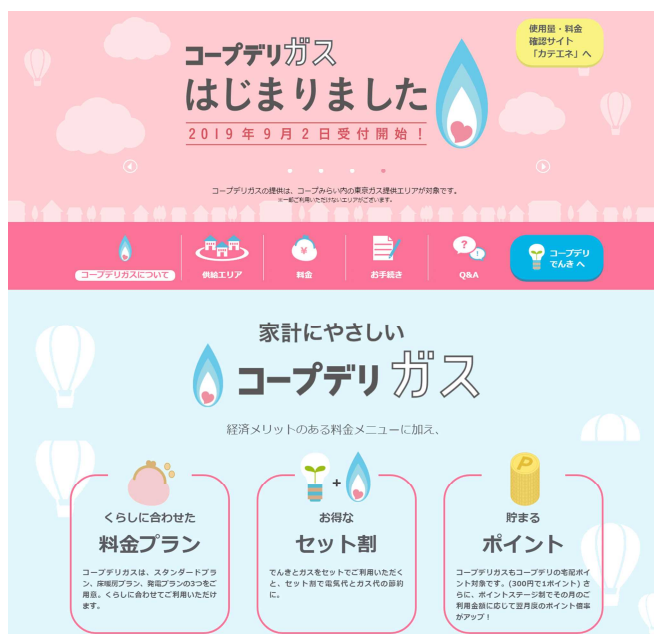 使用量・料金
確認サイト
「カテエネ」へ
コープデリガス
はじまりました
2019年9月2日受付開始！
コープデリガスの提供は、コープみらい内の東京ガス提供エリアが対象です。
※一部ご利用いただけないエリアがございます。
コープデリガスについて
供給エリア
料金
お手続き
Q&A
コープデリ
でんきへ
家計にやさしい
コープデリガス
経済メリットのある料金メニューに加え、
くらしに合わせた
料金プラン
コープデリガスは、スタンダードプラ
ン、床暖房プラン、発電プランの3つをご
用意。くらしに合わせてご利用いただけ
ます。
+
お得な
セット割
でんきとガスをセットでご利用いただく
と、セット割で電気代とガス代の節約
に。
P
貯まる
ポイント
コープデリガスもコープデリの宅配ポイ
ント対象です。(300円で1ポイント) さ
らに、ポイントステージ制でその月のご
利用金額に応じて翌月度のポイント倍率
がアップ！